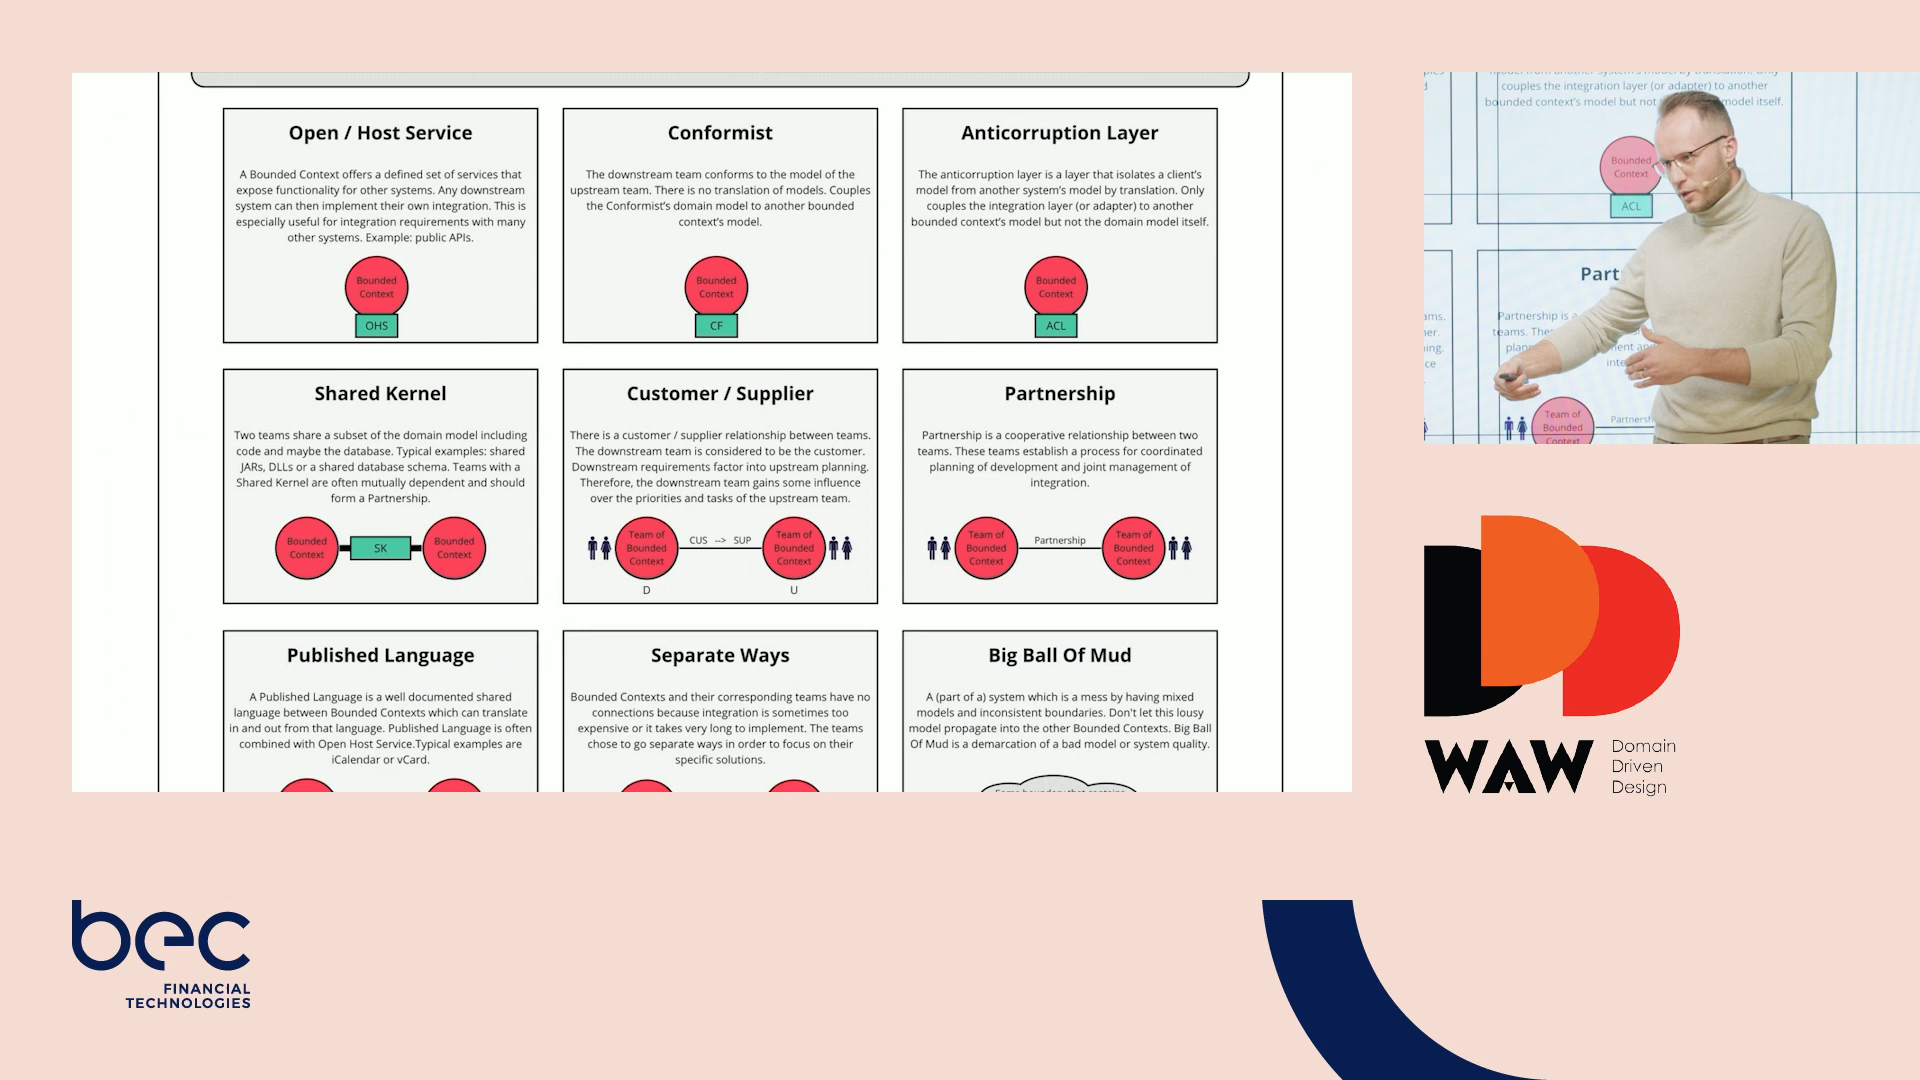 Open / Host Service
A Bounded Context offers a defined set of services that
expose functionality for other systems. Any downstream
system can then implement their own integration. This is
especially useful for integration requirements with many
other systems. Example: public APIs.
Bounded
Context
OHS
Conformist
The downstream team conforms to the model of the
upstream team. There is no translation of models. Couples
the Conformist's domain model to another bounded
context's model.
Bounded
Context
CF
Anticorruption Layer
The anticorruption layer is a layer that isolates a client's
model from another system's model by translation. Only
couples the integration layer (or adapter) to another
bounded context's model but not the domain model itself.
Bounded
Context
ACL
Shared Kernel
Two teams share a subset of the domain model including
code and maybe the database. Typical examples: shared
JARs, DLLs or a shared database schema. Teams with a
Shared Kernel are often mutually dependent and should
form a Partnership.
Bounded
Context
SK
Bounded
Context
Customer / Supplier
There is a customer / supplier relationship between teams.
The downstream team is considered to be the customer.
Downstream requirements factor into upstream planning.
Therefore, the downstream team gains some influence
over the priorities and tasks of the upstream team.
Team of
Bounded
Context
CUS --> SUP
Team of
Bounded
Context
D
U
Partnership
Partnership is a cooperative relationship between two
teams. These teams establish a process for coordinated
planning of development and joint management of
integration.
Team of
Bounded
Context
Partnership
Team of
Bounded
Context
Published Language
A Published Language is a well documented shared
language between Bounded Contexts which can translate
in and out from that language. Published Language is often
combined with Open Host Service.Typical examples are
iCalendar or vCard.
Separate Ways
Bounded Contexts and their corresponding teams have no
connections because integration is sometimes too
expensive or it takes very long to implement. The teams
chose to go separate ways in order to focus on their
specific solutions.
Big Ball Of Mud
A (part of a) system which is a mess by having mixed
models and inconsistent boundaries. Don't let this lousy
model propagate into the other Bounded Contexts. Big Ball
Of Mud is a demarcation of a bad model or system quality.
couples the integration layer (or adapter) to another
bounded context's model but not model itself.
Bounded
Context
ACL
Part
Partnership is a
teams.
Team of
Bounded
Context
DDD
WAW
Domain
Driven
Design
bec
FINANCIAL
TECHNOLOGIES